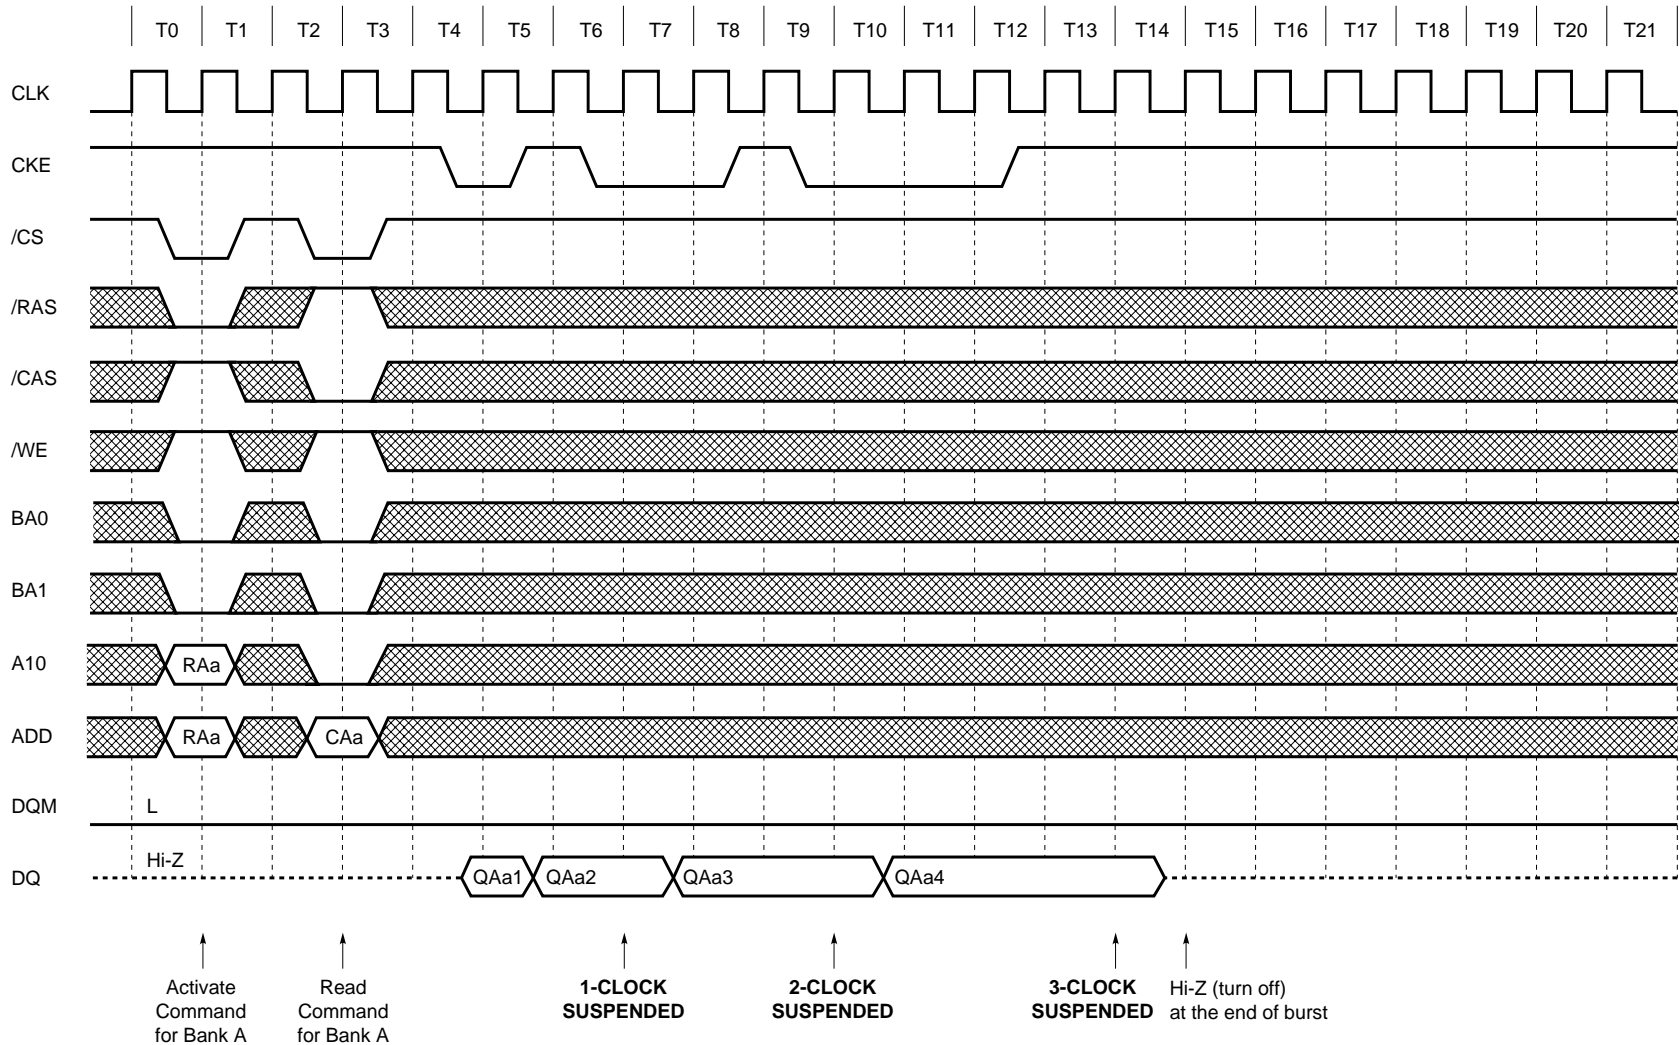 T0 T1 T2 T3 T4 T5 T6 T7 T8 T9 T10 T11 T12 T13 T14 T15 T16 T17 T18 T19 T20 T21
CLK
CKE
/CS
/RAS
/CAS
/WE
BA0
BA1
A10 RAa
ADD RAa CAa
DQM L
Hi-Z
DQ QAa1 QAa2 QAa3 QAa4
Activate
Command
for Bank A
Read
Command
for Bank A
1-CLOCK
SUSPENDED
2-CLOCK
SUSPENDED
3-CLOCK
SUSPENDED
Hi-Z (turn off)
at the end of burst